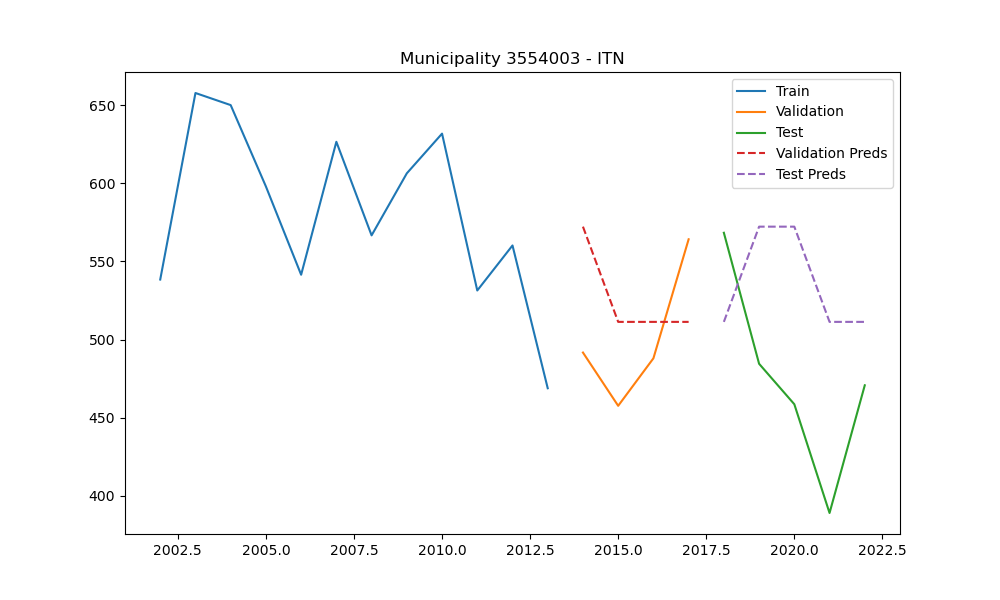 Municipality 3554003 - ITN
Train
Validation
Test
Validation Preds
Test Preds
650
600
550
500
450
400
2002.5 2005.0 2007.5 2010.0 2012.5 2015.0 2017.5 2020.0 2022.5